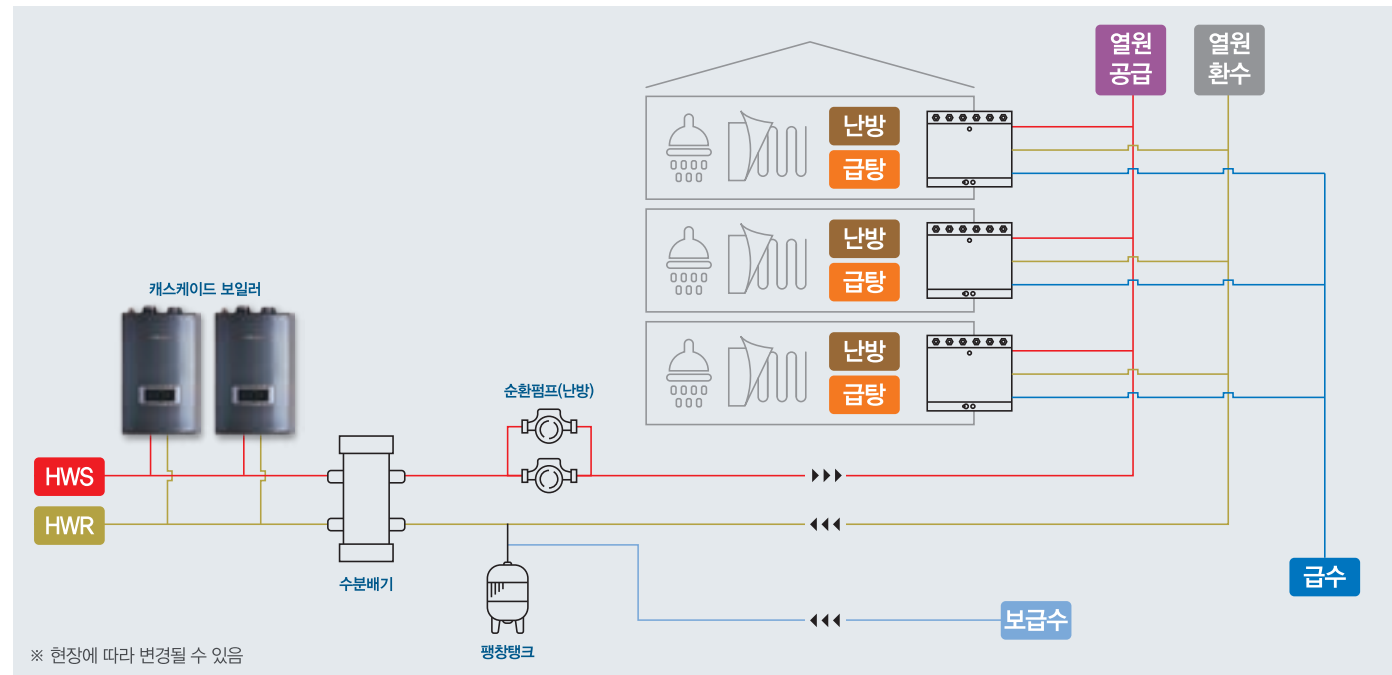 열원
공급
열원
환수
난방
급탕
난방
급탕
난방
급탕
캐스케이드 보일러
순환펌프(난방)
HWS
HWR
수분배기
급수
보급수
팽창탱크
※ 현장에 따라 변경될 수 있음